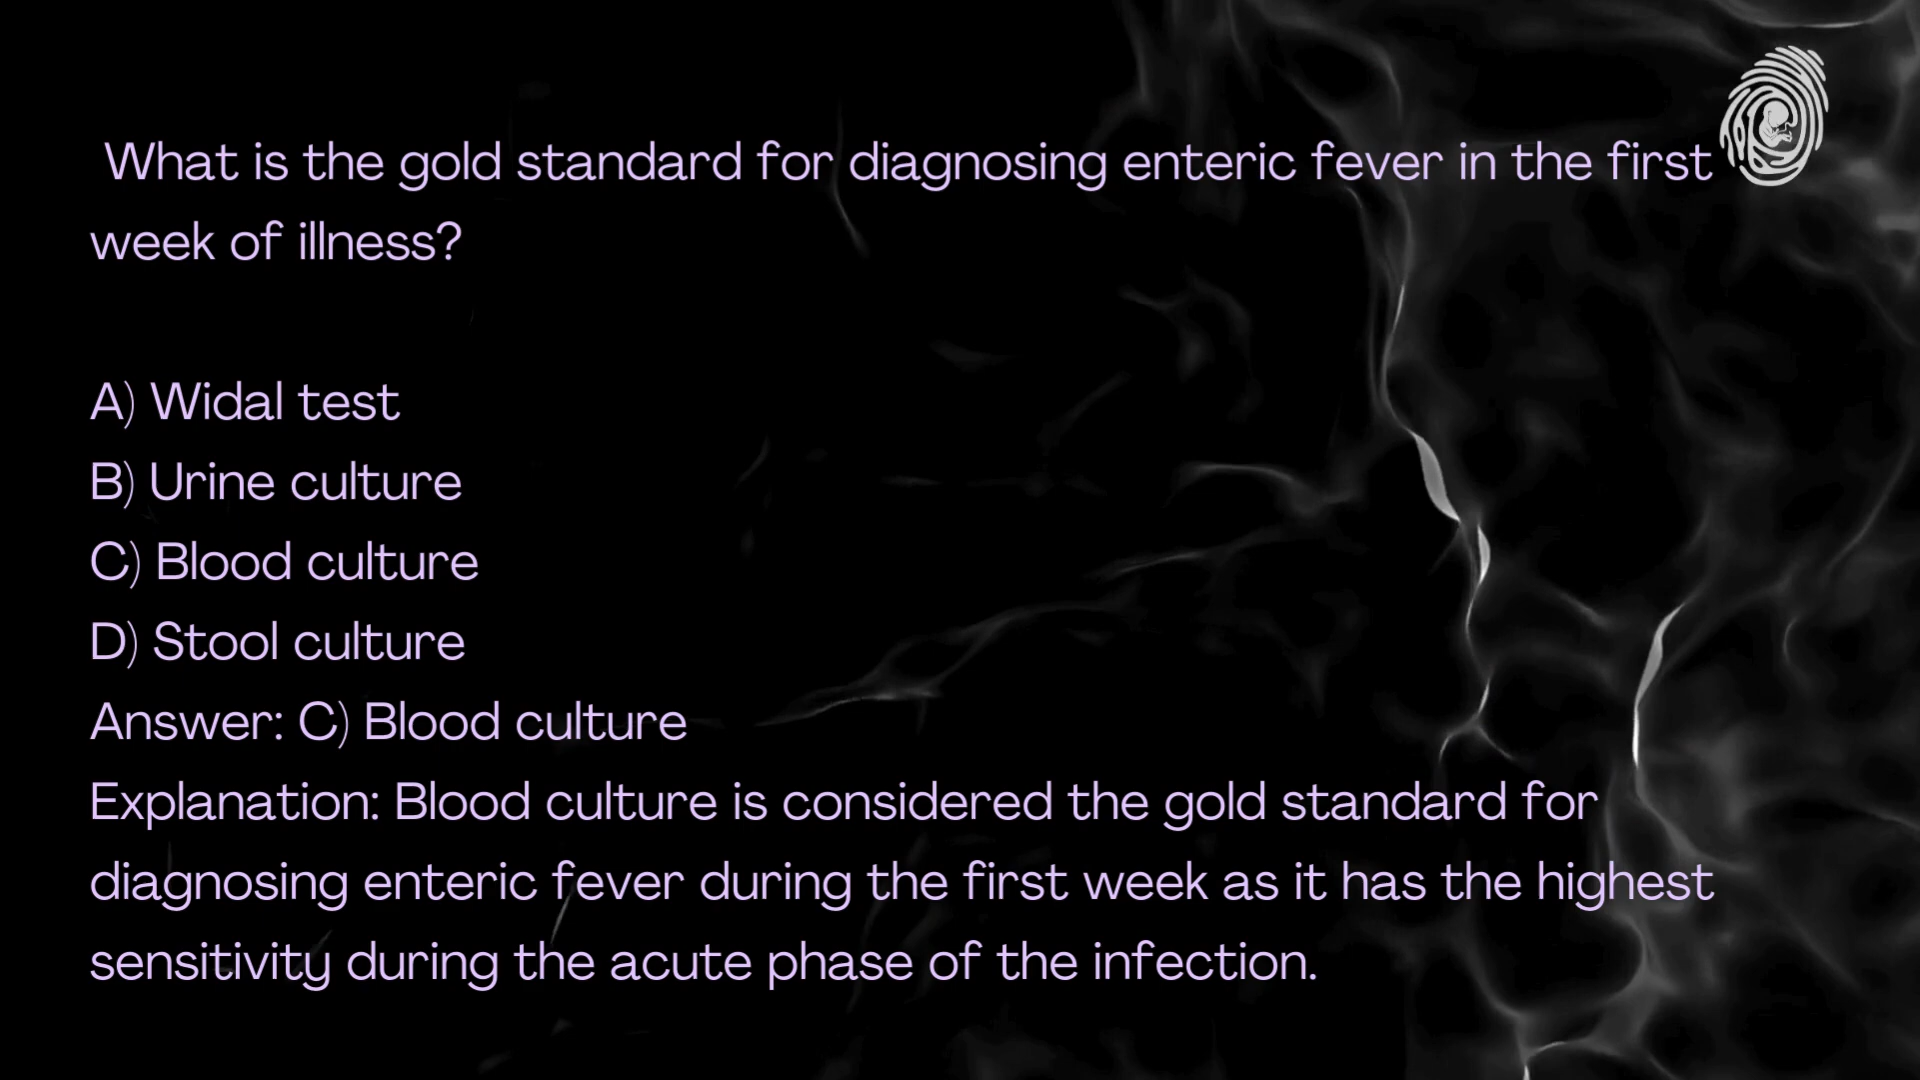 What is the gold standard for diagnosing enteric fever in the first
week of illness?
A) Widal test
B) Urine culture
C) Blood culture
D) Stool culture
Answer: C) Blood culture
Explanation: Blood culture is considered the gold standard for
diagnosing enteric fever during the first week as it has the highest
sensitivity during the acute phase of the infection.